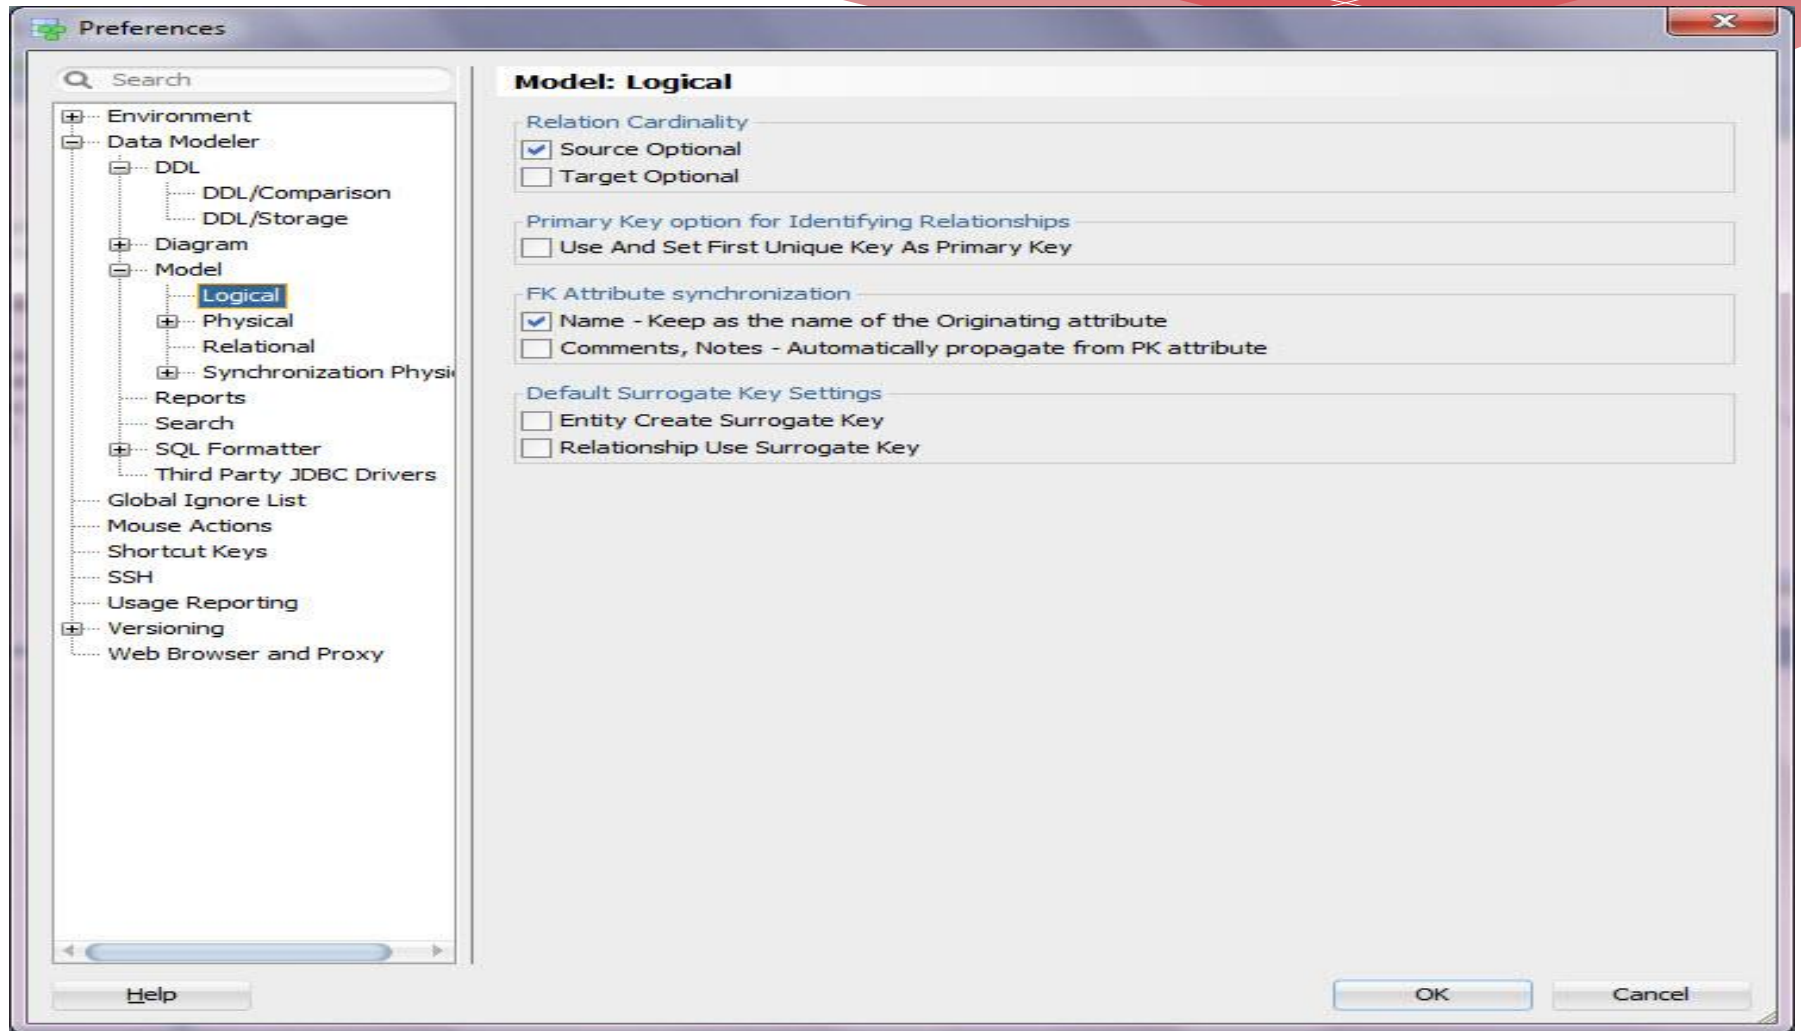 Preferences
Search
Environment
Data Modeler
DDL
DDL/Comparison
DDL/Storage
Diagram
Model
Logical
Physical
Relational
Synchronization Physi
Reports
Search
SQL Formatter
Third Party JDBC Drivers
Global Ignore List
Mouse Actions
Shortcut Keys
SSH
Usage Reporting
Versioning
Web Browser and Proxy
Model: Logical
Relation Cardinality
Source Optional
Target Optional
Primary Key option for Identifying Relationships
Use And Set First Unique Key As Primary Key
FK Attribute synchronization
Name - Keep as the name of the Originating attribute
Comments, Notes - Automatically propagate from PK attribute
Default Surrogate Key Settings
Entity Create Surrogate Key
Relationship Use Surrogate Key
Help
OK
Cancel